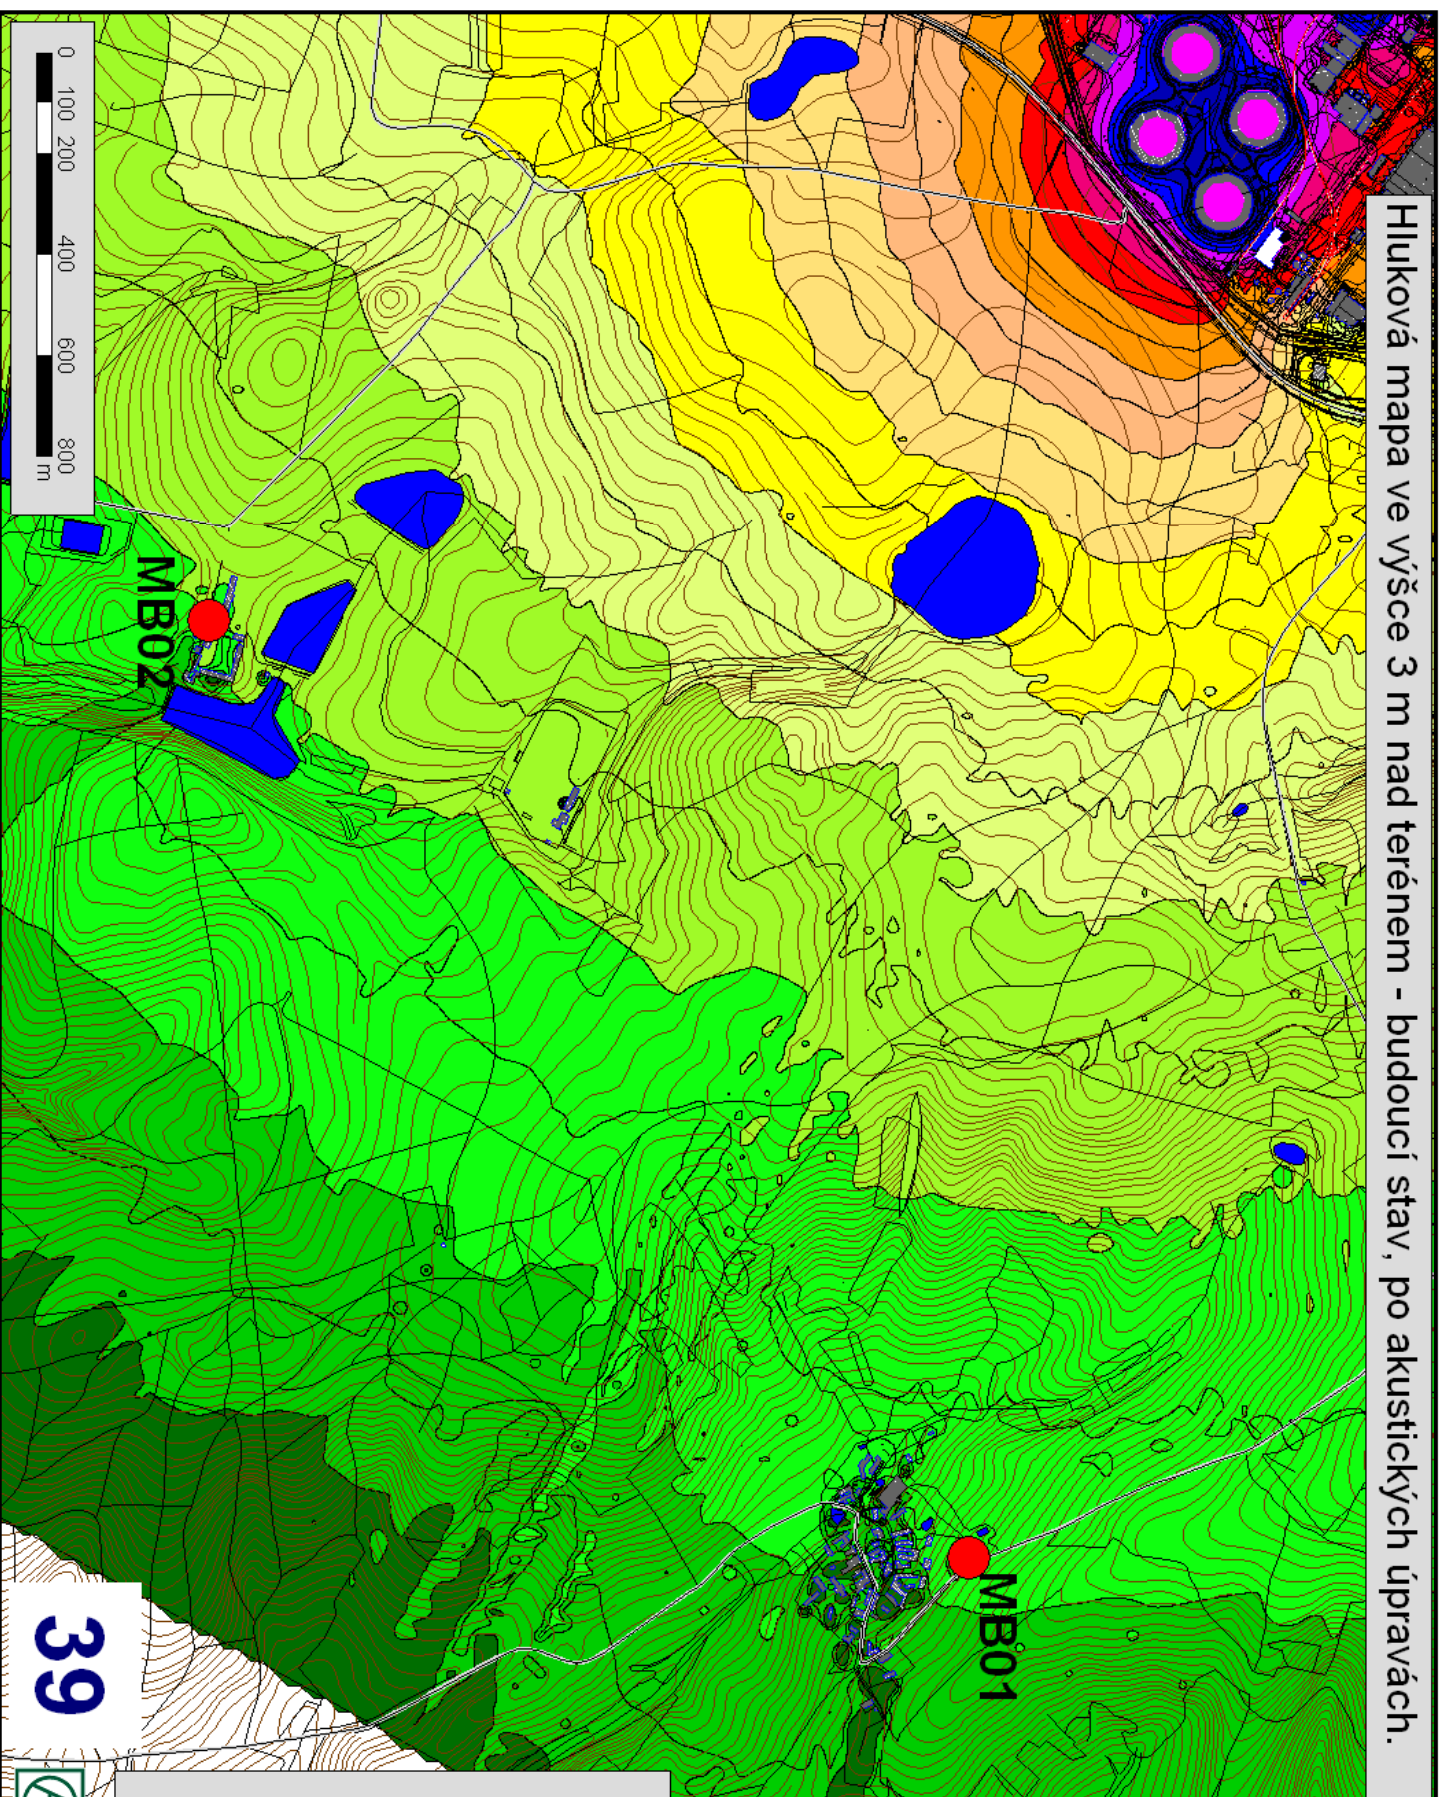 Hluková mapa ve výšce 3 m nad terénem - budoucí stav, po akustických úpravách.
MB01
MB02
0 100 200 400 600 800
m
39